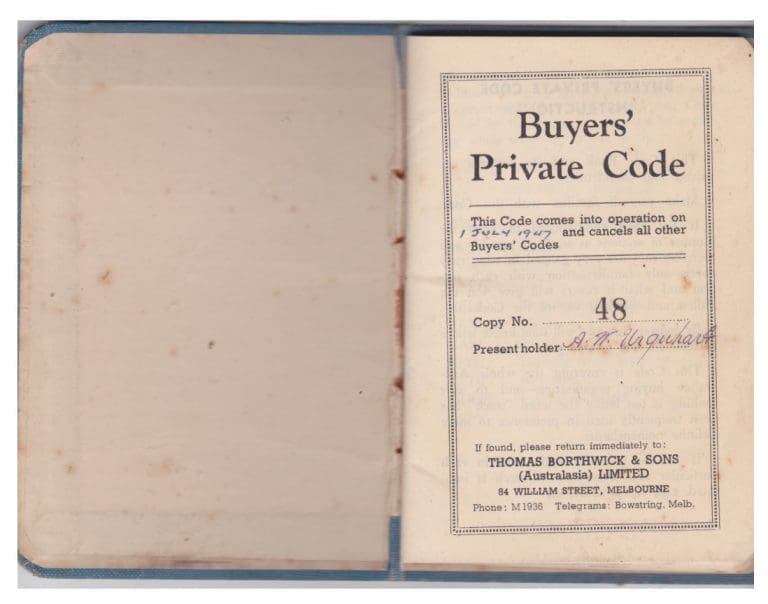 Buyers'
Private Code
This Code comes into operation on
1 JULY 1947 and cancels all other
Buyers' Codes
Copy No. 48
Present holder A. W. Urquhart
If found, please return immediately to:
THOMAS BORTHWICK & SONS
(Australasia) LIMITED
84 WILLIAM STREET, MELBOURNE
Phone: M 1936 Telegrams: Bowstring, Melb.